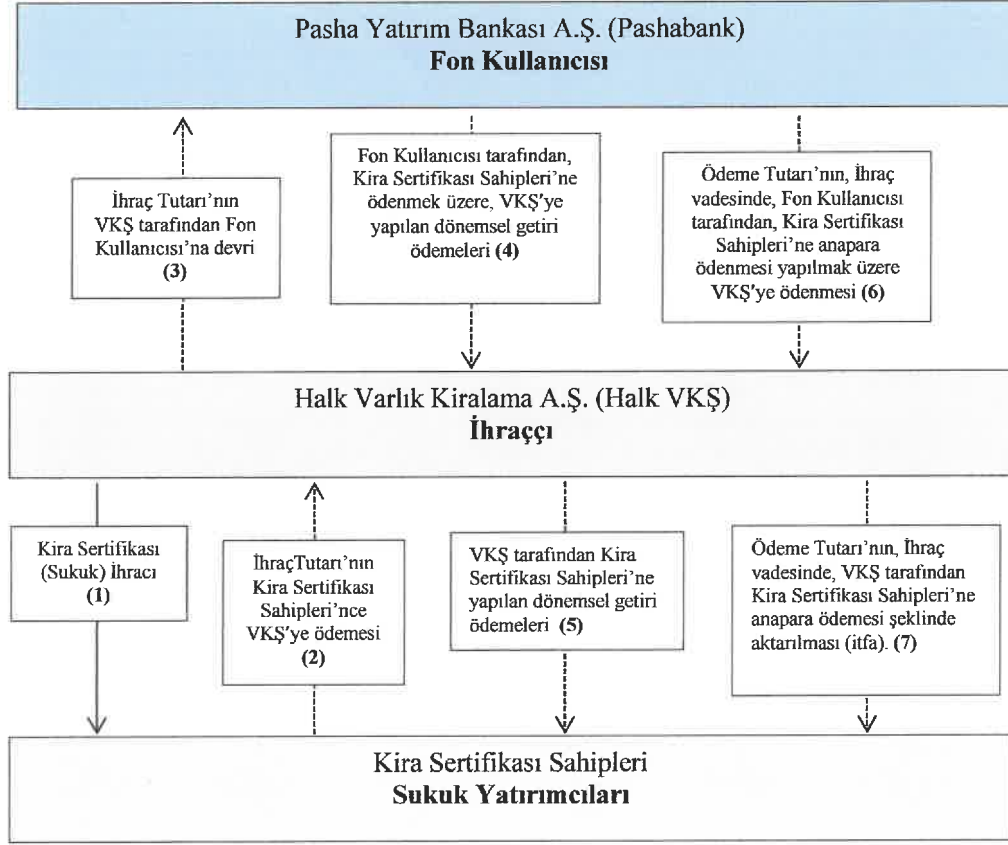 Pasha Yatırım Bankası A.Ş. (Pashabank)
Fon Kullanıcısı
İhraç Tutarı’nın
VKŞ tarafından Fon
Kullanıcısı’na devri
(3)
Fon Kullanıcısı tarafından,
Kira Sertifikası Sahipleri’ne
ödenmek üzere, VKŞ’ye
yapılan dönemsel getiri
ödemeleri (4)
Ödeme Tutarı’nın, İhraç
vadesinde, Fon Kullanıcısı
tarafından, Kira Sertifikası
Sahipleri’ne anapara
ödenmesi yapılmak üzere
VKŞ’ye ödenmesi (6)
Halk Varlık Kiralama A.Ş. (Halk VKŞ)
İhraççı
Kira Sertifikası
(Sukuk) İhracı
(1)
İhraçTutarı’nın
Kira Sertifikası
Sahipleri’nce
VKŞ’ye ödemesi
(2)
VKŞ tarafından Kira
Sertifikası Sahipleri’ne
yapılan dönemsel getiri
ödemeleri (5)
Ödeme Tutarı’nın, İhraç
vadesinde, VKŞ tarafından
Kira Sertifikası Sahipleri’ne
anapara ödemesi şeklinde
aktarılması (itfa). (7)
Kira Sertifikası Sahipleri
Sukuk Yatırımcıları